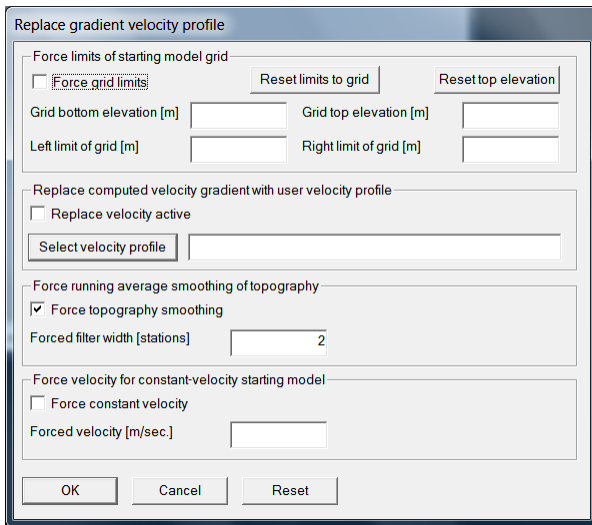 Replace gradient velocity profile
Force limits of starting model grid
Force grid limits
Reset limits to grid
Reset top elevation
Grid bottom elevation [m]
Grid top elevation [m]
Left limit of grid [m]
Right limit of grid [m]
Replace computed velocity gradient with user velocity profile
Replace velocity active
Select velocity profile
Force running average smoothing of topography
Force topography smoothing
Forced filter width [stations]
2
Force velocity for constant-velocity starting model
Force constant velocity
Forced velocity [m/sec.]
OK
Cancel
Reset